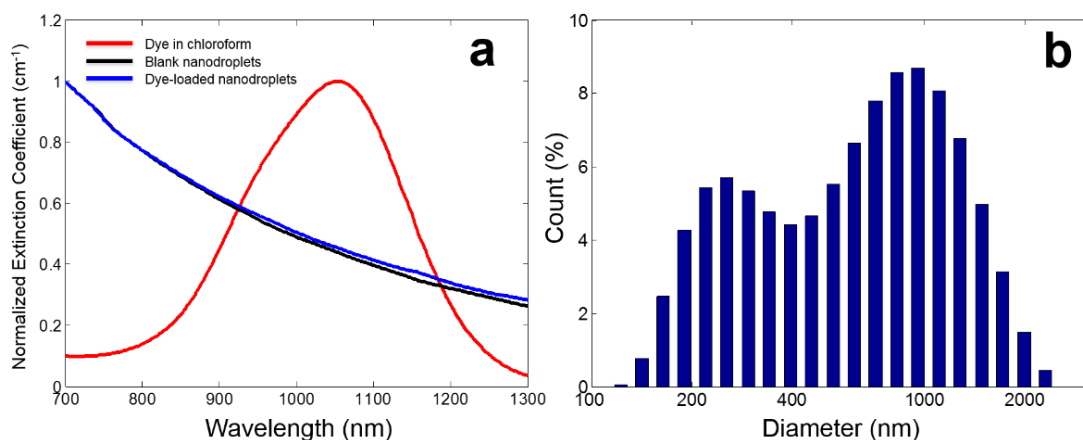 a
Dye in chloroform
Blank nanodroplets
Dye-loaded nanodroplets
Normalized Extinction Coefficient (cm⁻¹)
1.2
1
0.8
0.6
0.4
0.2
0
700 800 900 1000 1100 1200 1300
Wavelength (nm)
b
Count (%)
10
8
6
4
2
0
100 200 400 1000 2000
Diameter (nm)